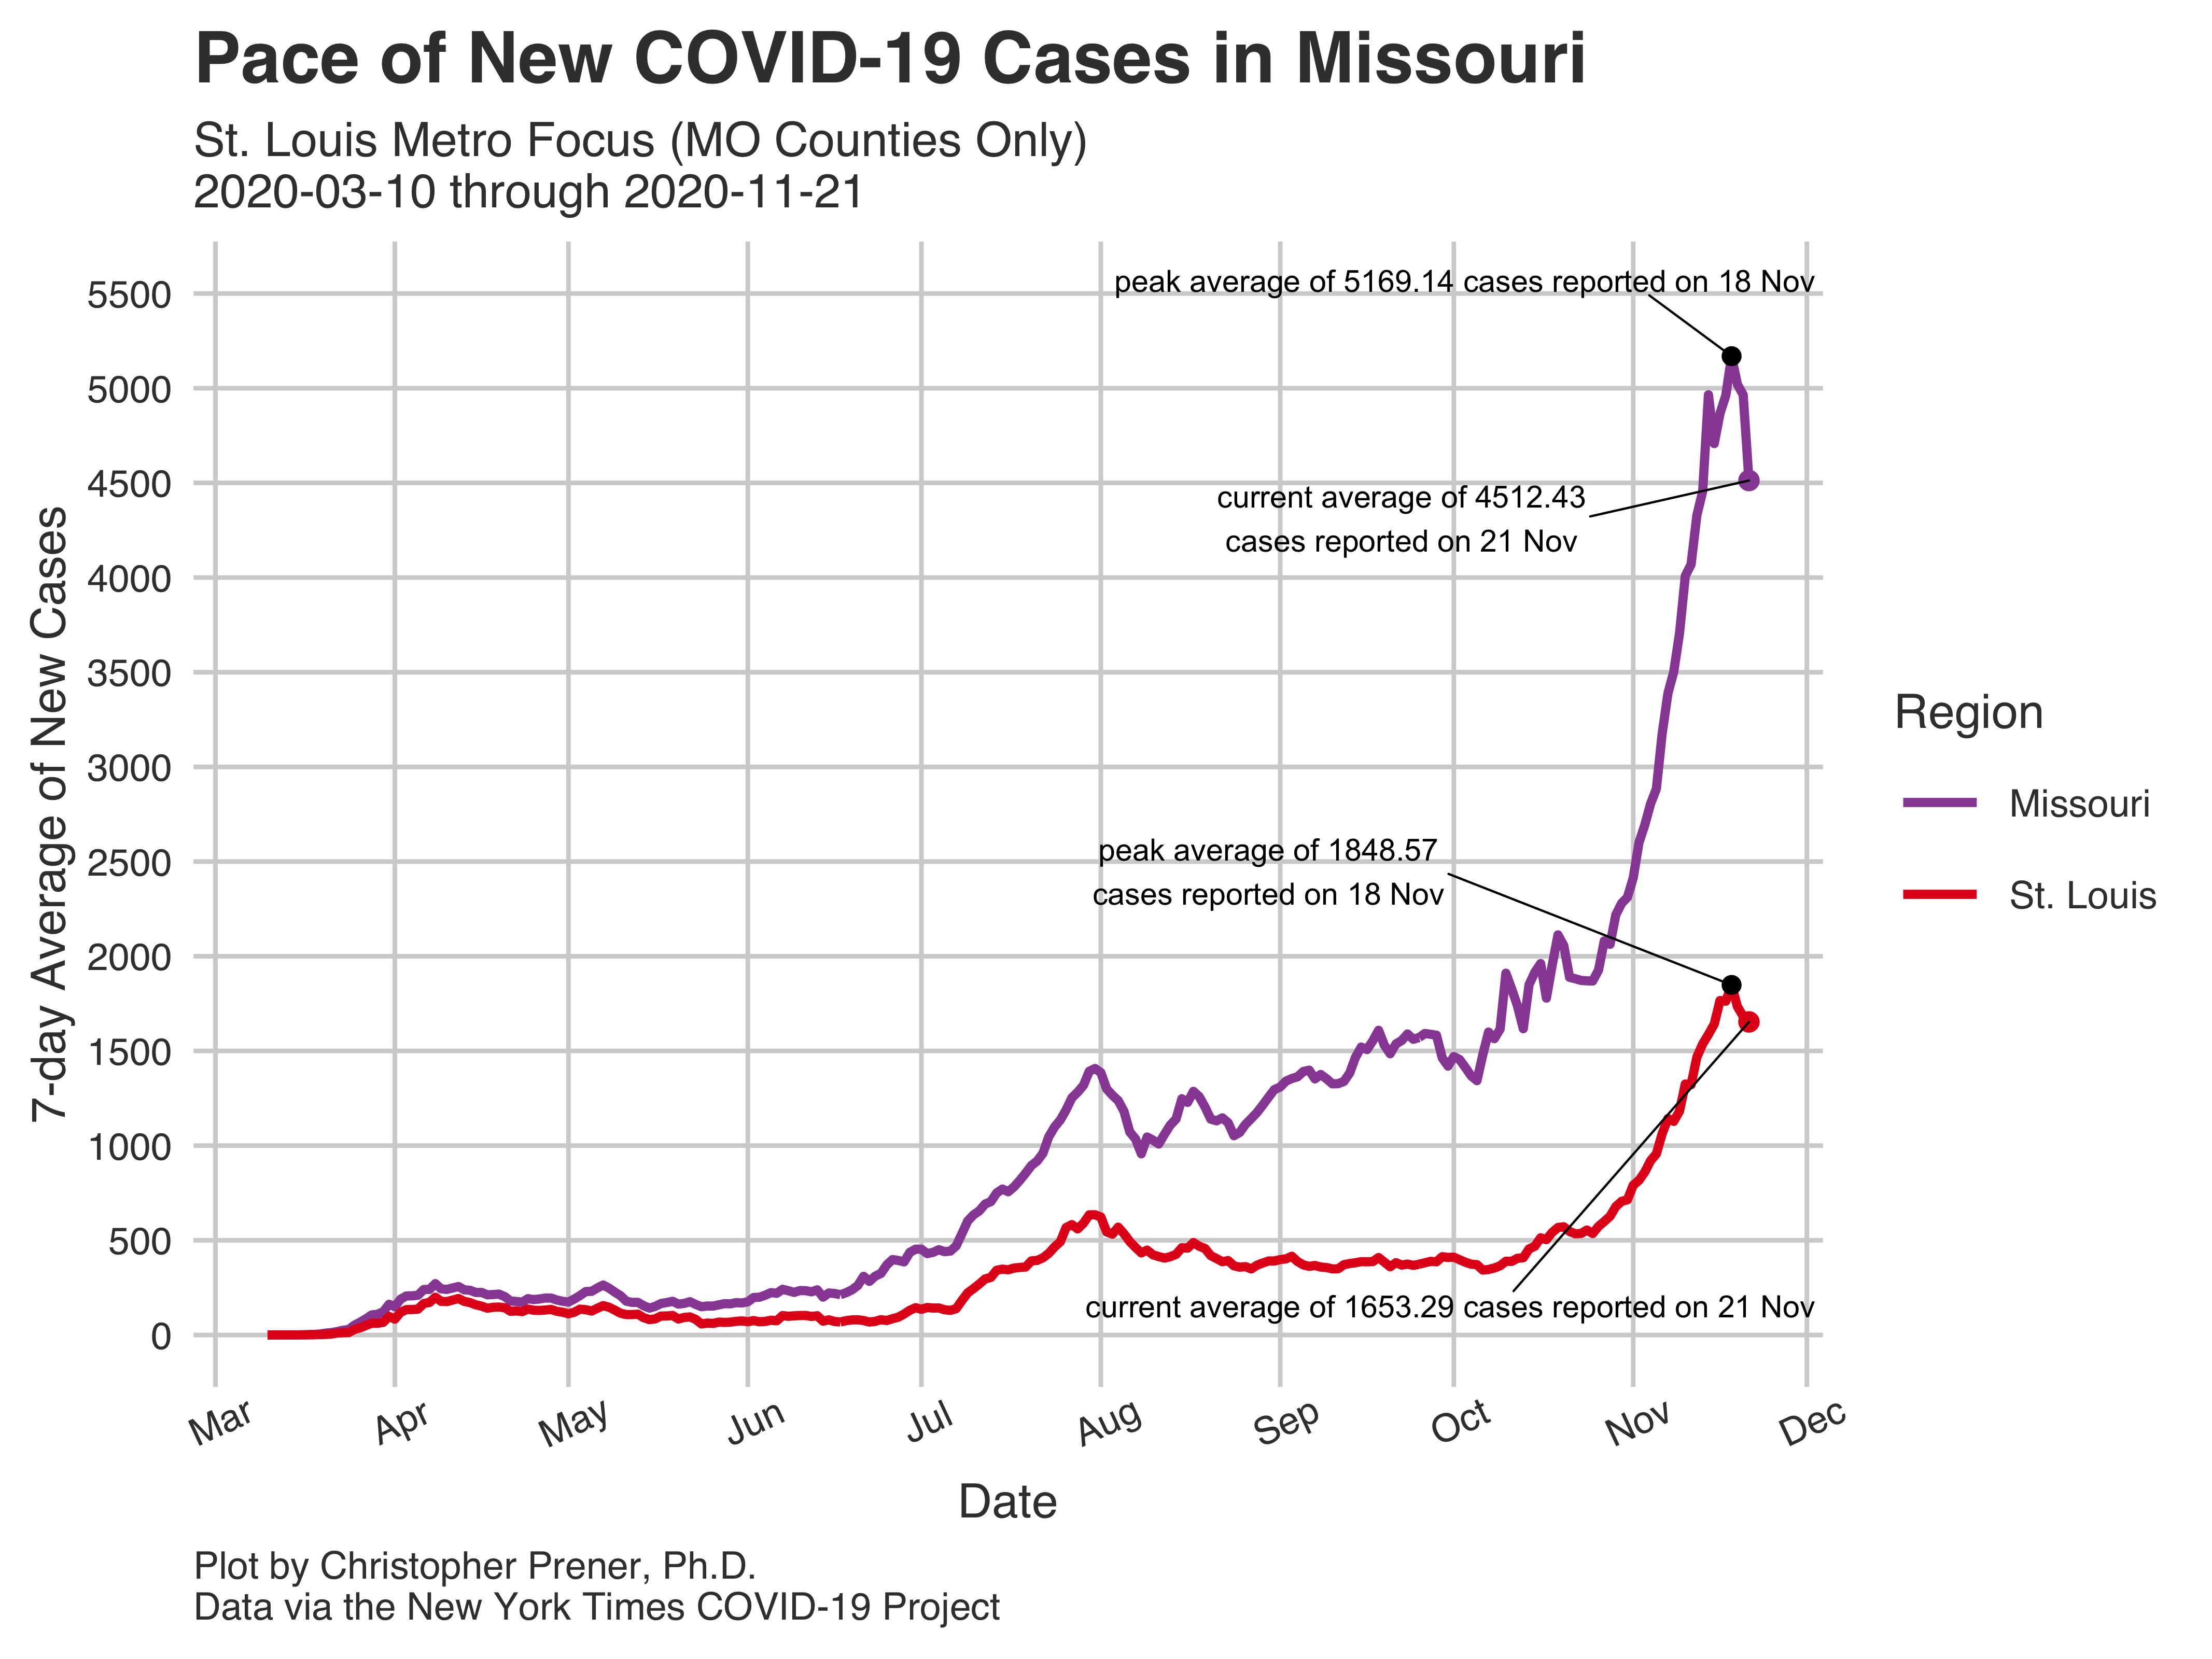 Pace of New COVID-19 Cases in Missouri
St. Louis Metro Focus (MO Counties Only)
2020-03-10 through 2020-11-21
7-day Average of New Cases
5500
5000
4500
4000
3500
3000
2500
2000
1500
1000
500
0
peak average of 5169.14 cases reported on 18 Nov
current average of 4512.43
cases reported on 21 Nov
peak average of 1848.57
cases reported on 18 Nov
current average of 1653.29 cases reported on 21 Nov
Region
Missouri
St. Louis
Mar
Apr
May
Jun
Jul
Aug
Sep
Oct
Nov
Dec
Date
Plot by Christopher Prener, Ph.D.
Data via the New York Times COVID-19 Project